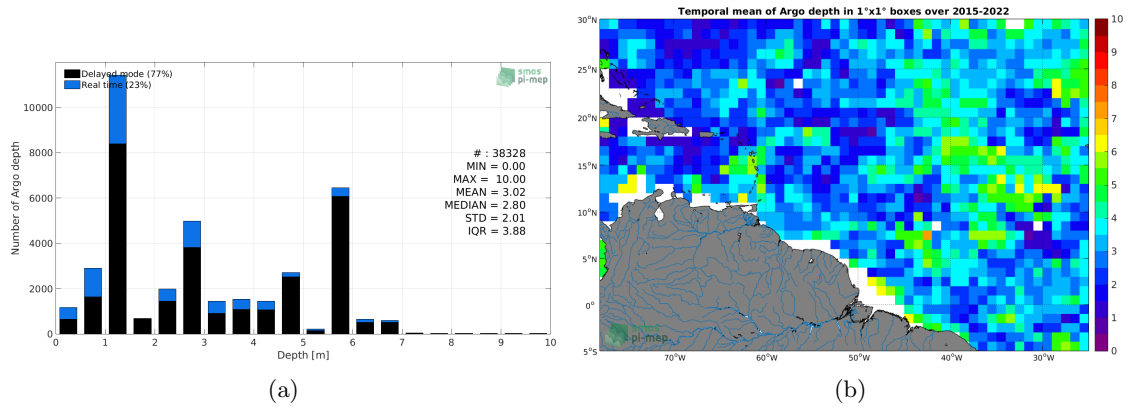 Delayed mode (77%)
Real time (23%)
smos
pi-mep
Number of Argo depth
10000
8000
6000
4000
2000
0
# : 38328
MIN = 0.00
MAX = 10.00
MEAN = 3.02
MEDIAN = 2.80
STD = 2.01
IQR = 3.88
0 1 2 3 4 5 6 7 8 9 10
Depth [m]
(a)
Temporal mean of Argo depth in 1°x1° boxes over 2015-2022
30°N
25°N
20°N
15°N
10°N
5°N
0°
5°S
70°W 60°W 50°W 40°W 30°W
smos
pi-mep
10
9
8
7
6
5
4
3
2
1
0
(b)